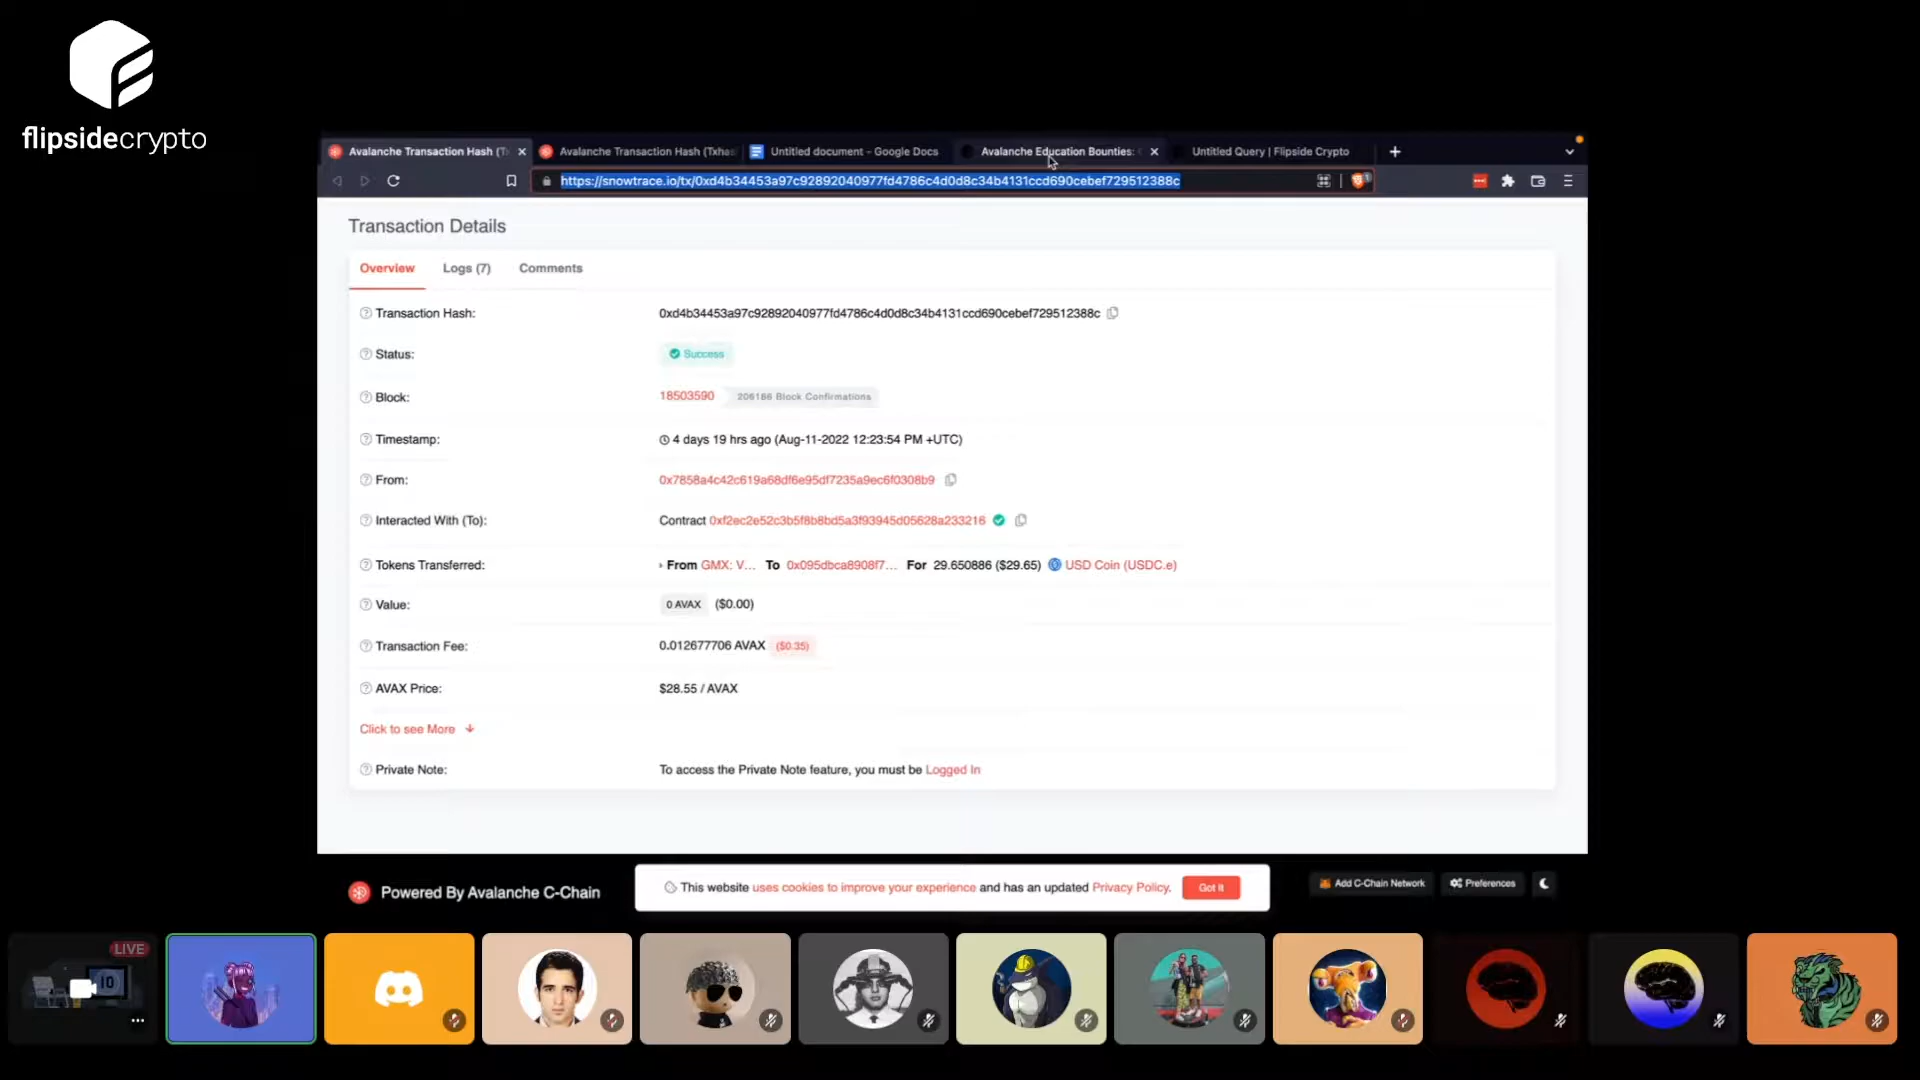 flipsidecrypto
Avalanche Transaction Hash (T
Avalanche Transaction Hash (Txhas
Untitled document - Google Docs
Avalanche Education Bounties:
Untitled Query | Flipside Crypto
https://snowtrace.io/tx/0xd4b34453a97c92892040977fd4786c4d0d8c34b4131ccd690cebef729512388c
Transaction Details
Overview
Logs (7)
Comments
Transaction Hash: 0xd4b34453a97c92892040977fd4786c4d0d8c34b4131ccd690cebef729512388c
Status: Success
Block: 18503590 206186 Block Confirmations
Timestamp: 4 days 19 hrs ago (Aug-11-2022 12:23:54 PM +UTC)
From: 0x7858a4c42c619a68df6e95df7235a9ec6f0308b9
Interacted With (To): Contract 0xf2ec2e52c3b5f8b8bd5a3f93945d05628a233216
Tokens Transferred: From GMX: V... To 0x095dbca8908f7... For 29.650886 ($29.65) USD Coin (USDC.e)
Value: 0 AVAX ($0.00)
Transaction Fee: 0.012677706 AVAX ($0.35)
AVAX Price: $28.55 / AVAX
Click to see More
Private Note: To access the Private Note feature, you must be Logged In
Powered By Avalanche C-Chain
This website uses cookies to improve your experience and has an updated Privacy Policy.
Got It
Add C-Chain Network
Preferences
LIVE